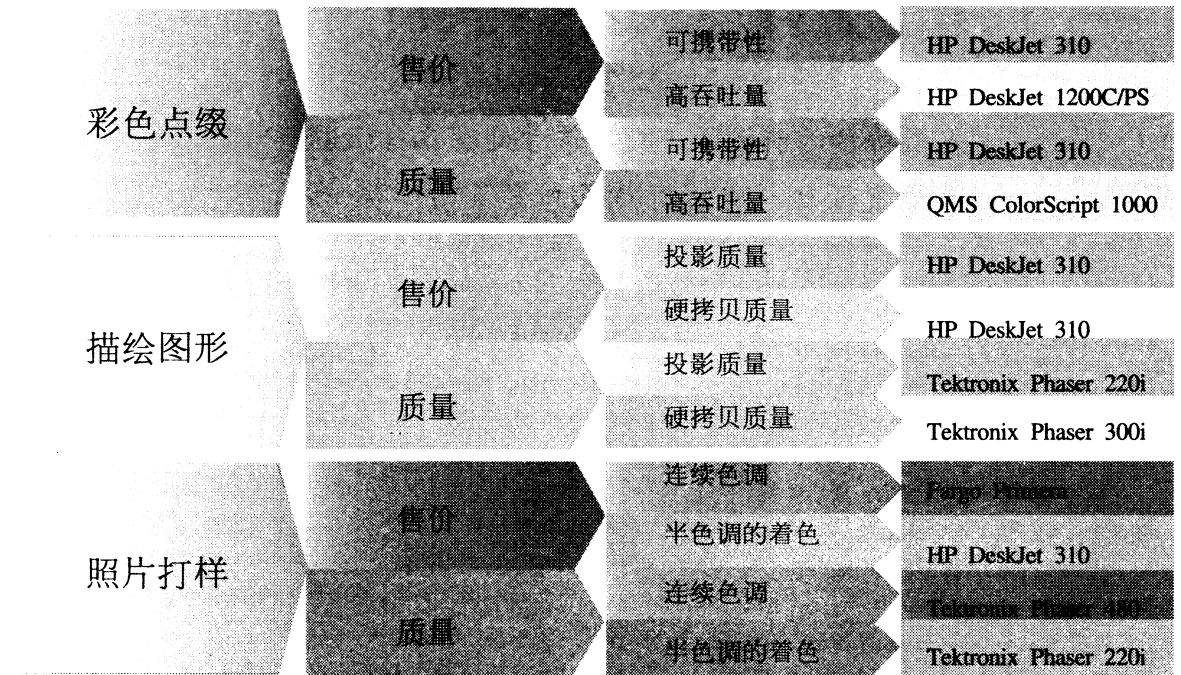 彩色点缀
售价
可携带性
HP DeskJet 310
高吞吐量
HP DeskJet 1200C/PS
质量
可携带性
HP DeskJet 310
高吞吐量
QMS ColorScript 1000
描绘图形
售价
投影质量
HP DeskJet 310
硬拷贝质量
HP DeskJet 310
质量
投影质量
Tektronix Phaser 220i
硬拷贝质量
Tektronix Phaser 300i
照片打样
售价
连续色调
Fargo Primera
半色调的着色
HP DeskJet 310
质量
连续色调
Tektronix Phaser 480
半色调的着色
Tektronix Phaser 220i